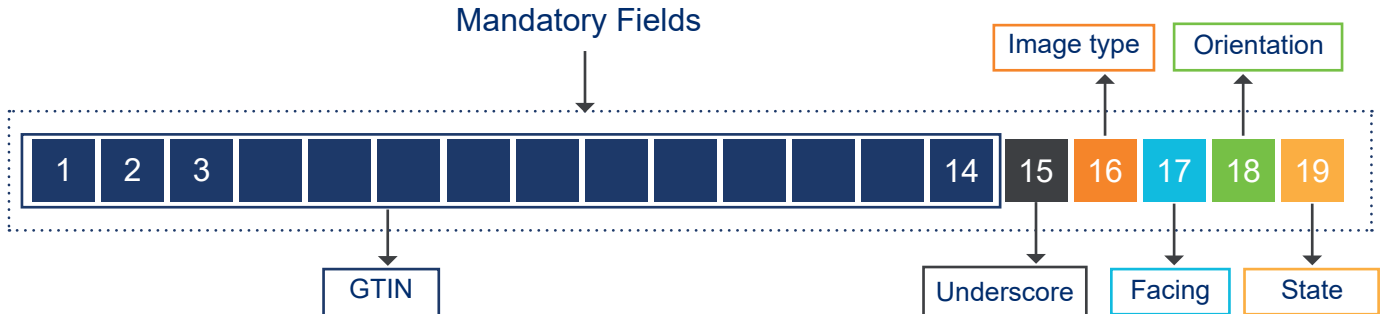 Mandatory Fields
Image type
Orientation
1 2 3 14 15 16 17 18 19
GTIN
Underscore
Facing
State